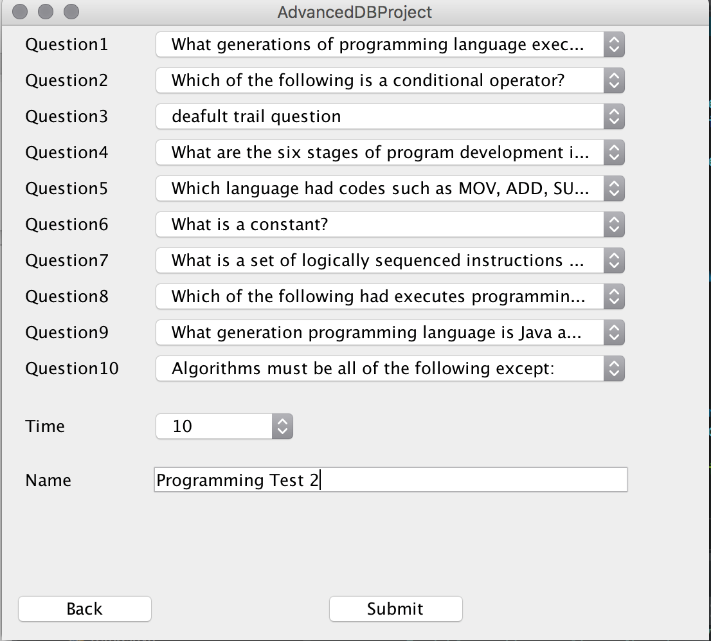 AdvancedDBProject
Question1 What generations of programming language exec...
Question2 Which of the following is a conditional operator?
Question3 deafult trail question
Question4 What are the six stages of program development i...
Question5 Which language had codes such as MOV, ADD, SU...
Question6 What is a constant?
Question7 What is a set of logically sequenced instructions ...
Question8 Which of the following had executes programmin...
Question9 What generation programming language is Java a...
Question10 Algorithms must be all of the following except:
Time 10
Name Programming Test 2
Back Submit